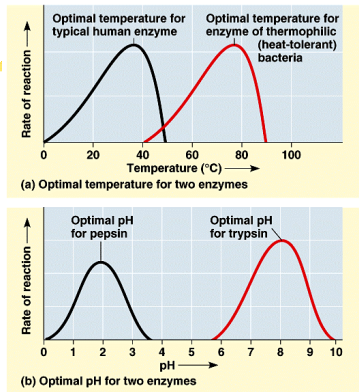 Optimal temperature for
typical human enzyme
Optimal temperature for
enzyme of thermophilic
(heat-tolerant)
bacteria
Rate of reaction
0 20 40 60 80 100
Temperature (°C)
(a) Optimal temperature for two enzymes
Optimal pH
for pepsin
Optimal pH
for trypsin
Rate of reaction
0 1 2 3 4 5 6 7 8 9 10
pH
(b) Optimal pH for two enzymes